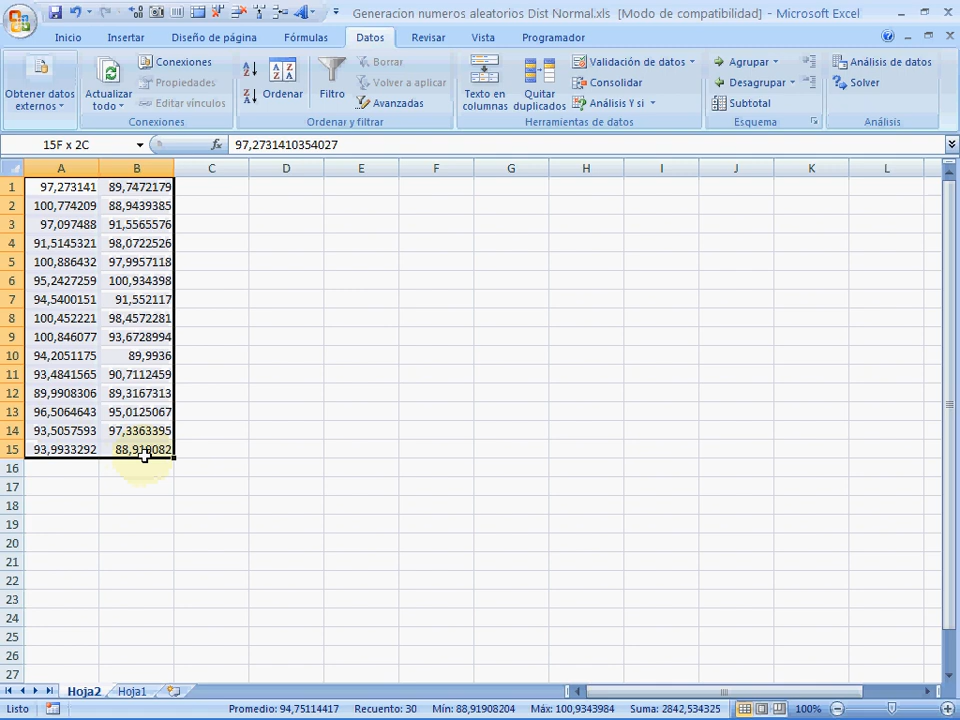 Generacion numeros aleatorios Dist Normal.xls [Modo de compatibilidad] - Microsoft Excel
Inicio Insertar Diseño de página Fórmulas Datos Revisar Vista Programador
Obtener datos externos
Actualizar todo
Conexiones
Propiedades
Editar vínculos
Conexiones
Ordenar
Filtro
Borrar
Volver a aplicar
Avanzadas
Ordenar y filtrar
Texto en columnas
Quitar duplicados
Validación de datos
Consolidar
Análisis Y si
Herramientas de datos
Agrupar
Desagrupar
Subtotal
Esquema
Análisis de datos
Solver
Análisis
15F x 2C fx 97,2731410354027
A B C D E F G H I J K L
1 97,273141 89,7472179
2 100,774209 88,9439385
3 97,097488 91,5565576
4 91,5145321 98,0722526
5 100,886432 97,9957118
6 95,2427259 100,934398
7 94,5400151 91,552117
8 100,452221 98,4572281
9 100,846077 93,6728994
10 94,2051175 89,9936
11 93,4841565 90,7112459
12 89,9908306 89,3167313
13 96,5064643 95,0125067
14 93,5057593 97,3363395
15 93,9933292
16
17
18
19
20
21
22
23
24
25
26
27
Hoja2 Hoja1
Listo Promedio: 94,75114417 Recuento: 30 Mín: 88,91908204 Máx: 100,9343984 Suma: 2842,534325 100%